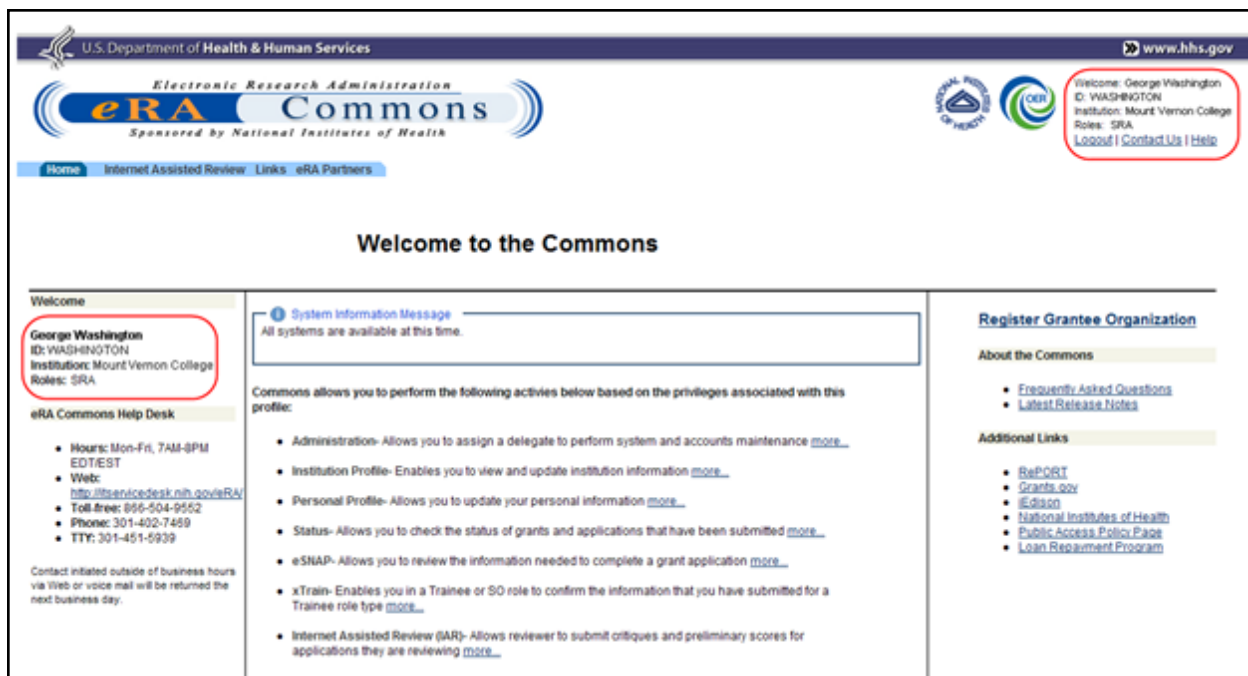 U.S. Department of Health & Human Services
www.hhs.gov
Electronic Research Administration
eRA Commons
Sponsored by National Institutes of Health
NATIONAL INSTITUTES OF HEALTH
OER
Welcome: George Washington
ID: WASHINGTON
Institution: Mount Vernon College
Roles: SRA
Logout | Contact Us | Help
Home Internet Assisted Review Links eRA Partners
Welcome to the Commons
Welcome
George Washington
ID: WASHINGTON
Institution: Mount Vernon College
Roles: SRA
eRA Commons Help Desk
Hours: Mon-Fri, 7AM-8PM
EDT/EST
Web:
http://itservicedesk.nih.gov/eRA/
Toll-free: 866-504-9552
Phone: 301-402-7469
TTY: 301-451-5939
Contact initiated outside of business hours
via Web or voice mail will be returned the
next business day.
System Information Message
All systems are available at this time.
Commons allows you to perform the following activies below based on the privileges associated with this
profile:
Administration- Allows you to assign a delegate to perform system and accounts maintenance more...
Institution Profile- Enables you to view and update institution information more...
Personal Profile- Allows you to update your personal information more...
Status- Allows you to check the status of grants and applications that have been submitted more...
eSNAP- Allows you to review the information needed to complete a grant application more...
xTrain- Enables you in a Trainee or SO role to confirm the information that you have submitted for a
Trainee role type more...
Internet Assisted Review (IAR)- Allows reviewer to submit critiques and preliminary scores for
applications they are reviewing more...
Register Grantee Organization
About the Commons
Frequently Asked Questions
Latest Release Notes
Additional Links
RePORT
Grants.gov
iEdison
National Institutes of Health
Public Access Policy Page
Loan Repayment Program